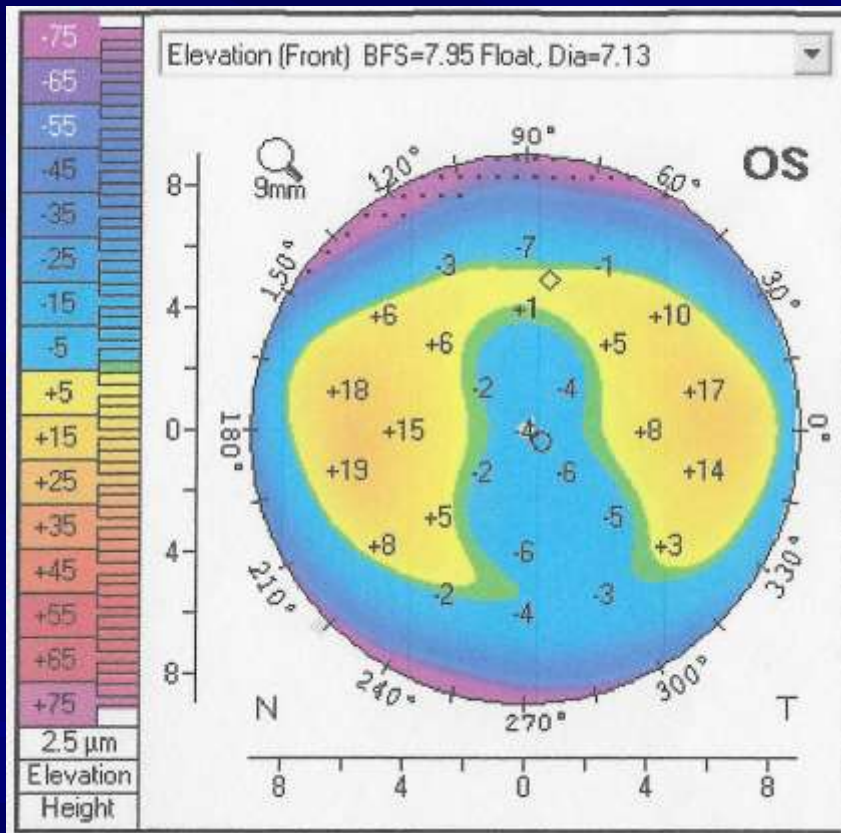 Elevation (Front) BFS=7.95 Float, Dia=7.13
OS
9mm
-75
-65
-55
-45
-35
-25
-15
-5
+5
+15
+25
+35
+45
+55
+65
+75
2.5 µm
Elevation
Height
90°
120°
60°
150°
30°
180°
0°
210°
330°
240°
300°
270°
8
4
0
4
8
-7
-3 -1
+6 +1 +10
+6 +5
+18 -2 -4 +17
+15 -4 +8
+19 -2 -6 +14
+5 -5
+8 -6 +3
-2 -4 -3
N T
8 4 0 4 8